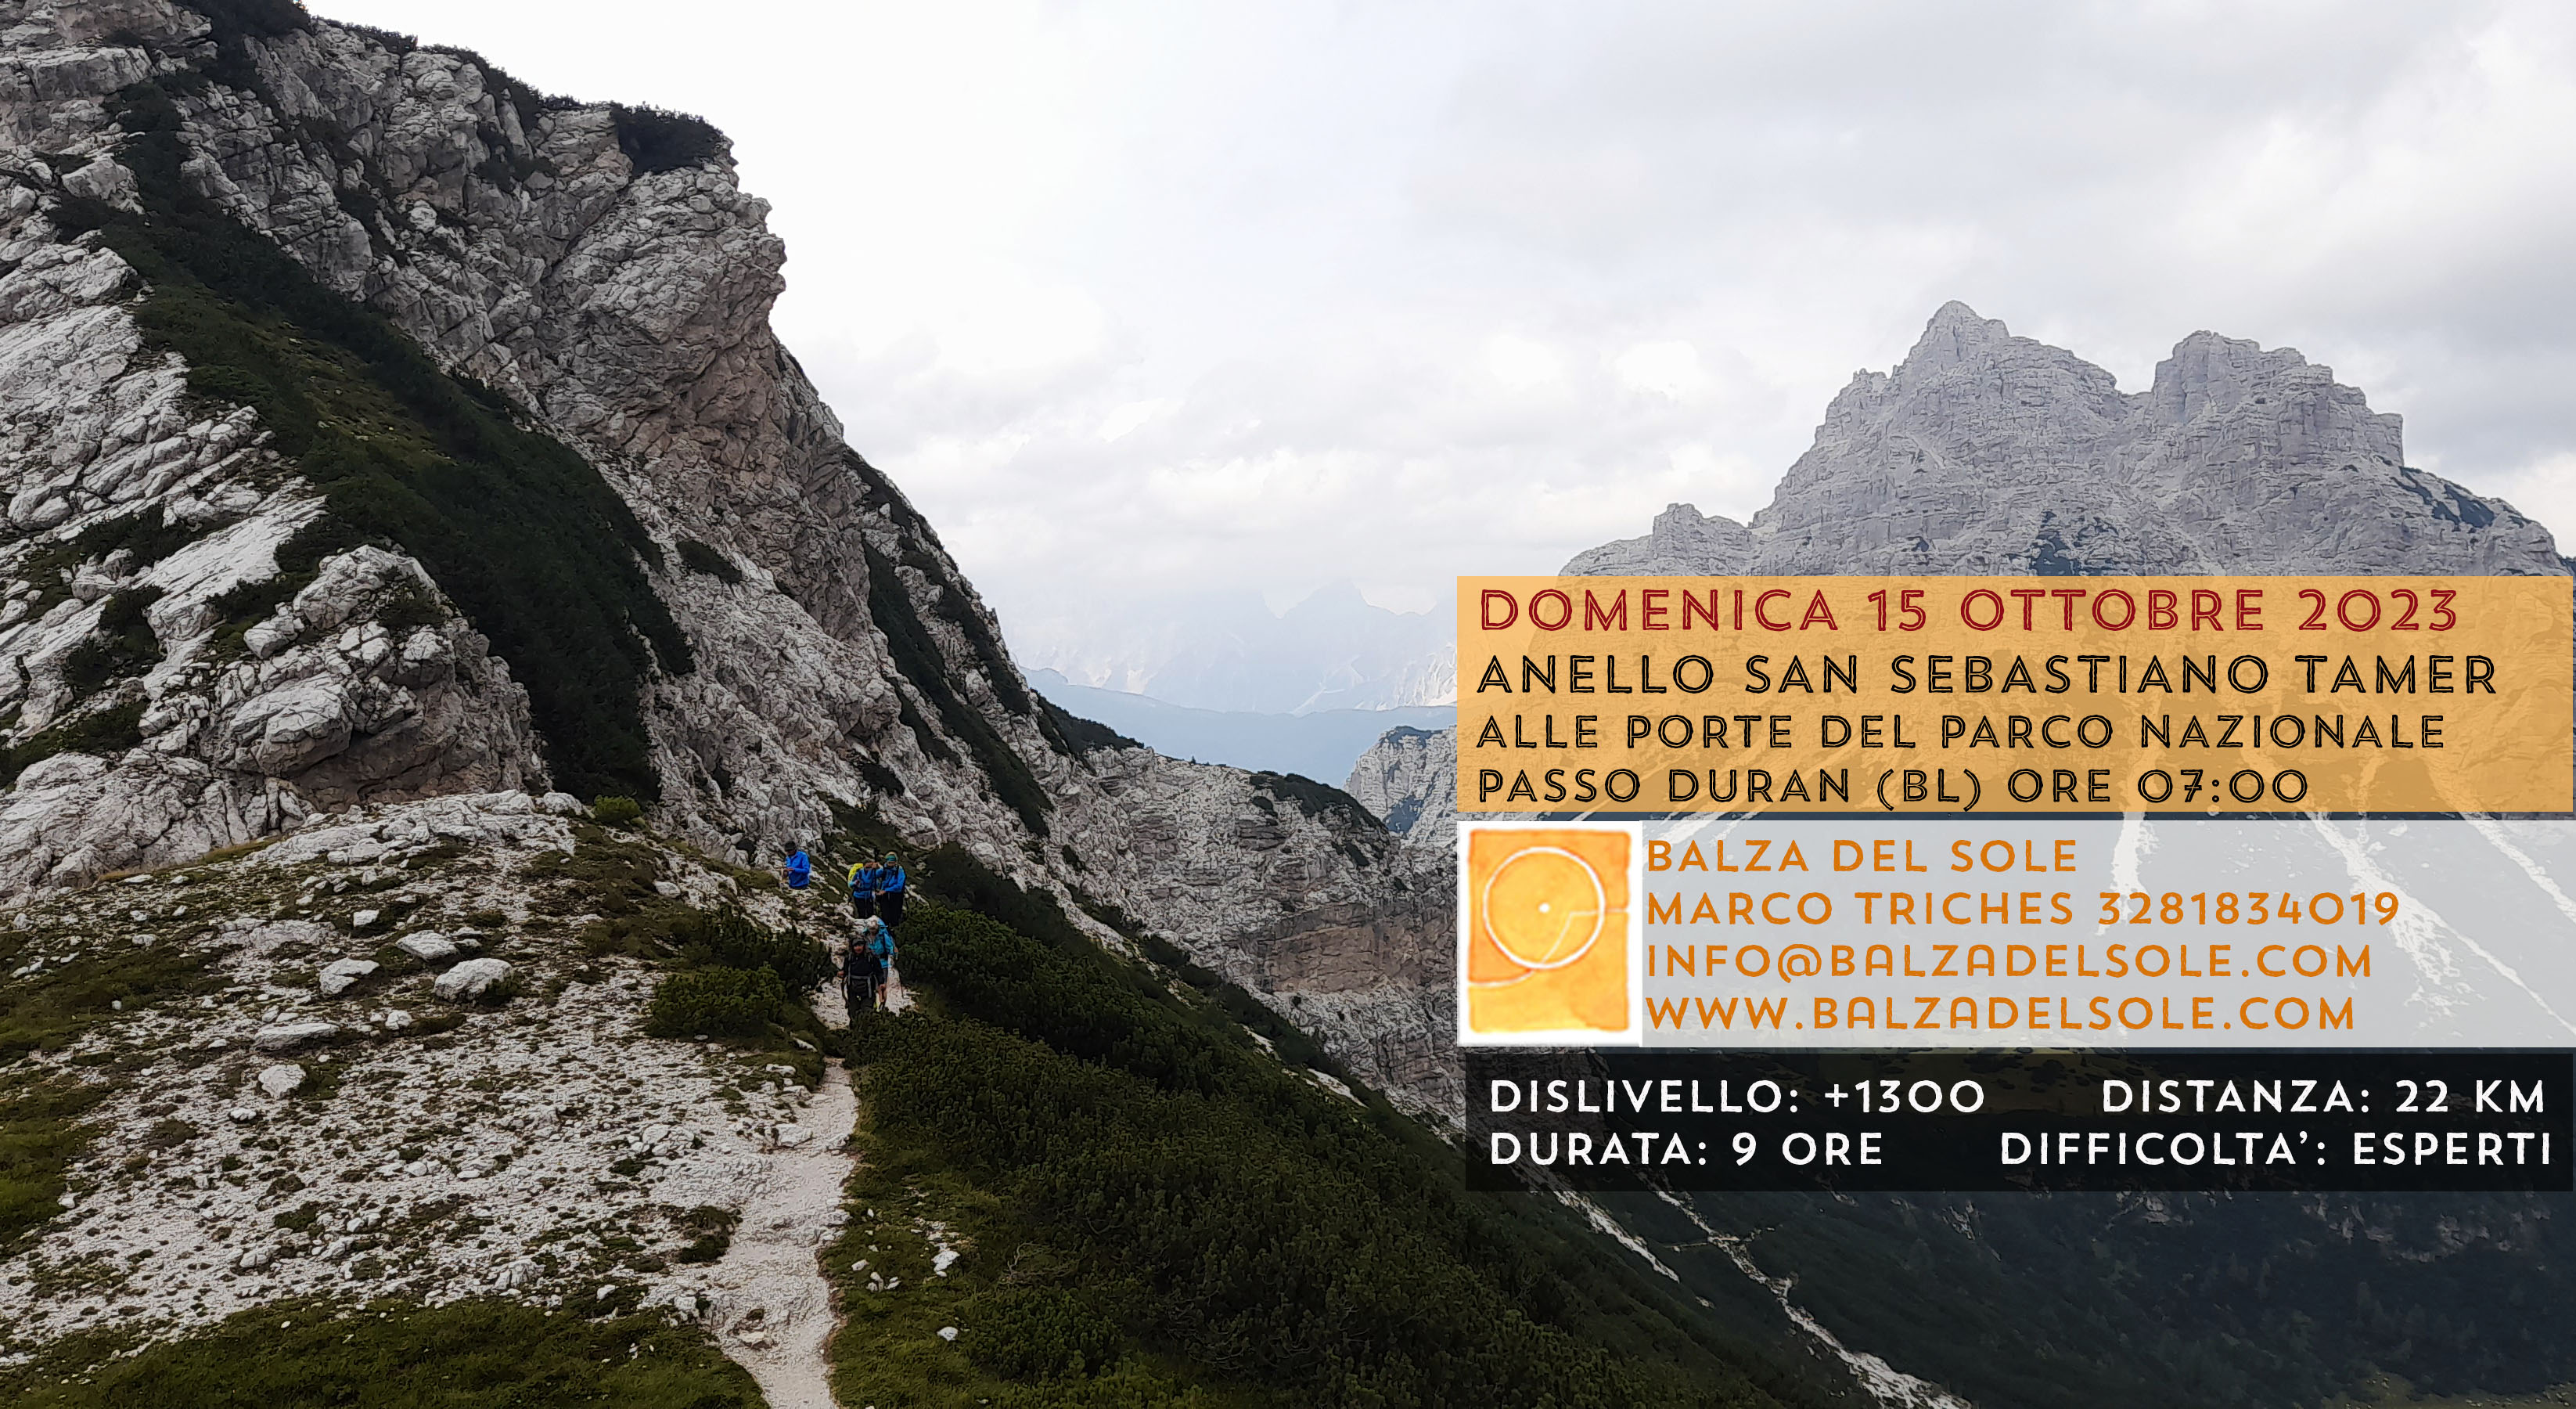 DOMENICA 15 OTTOBRE 2023
ANELLO SAN SEBASTIANO TAMER
ALLE PORTE DEL PARCO NAZIONALE
PASSO DURAN (BL) ORE 07:00
BALZA DEL SOLE
MARCO TRICHES 3281834019
INFO@BALZADELSOLE.COM
WWW.BALZADELSOLE.COM
DISLIVELLO: +1300 DISTANZA: 22 KM
DURATA: 9 ORE DIFFICOLTA’: ESPERTI